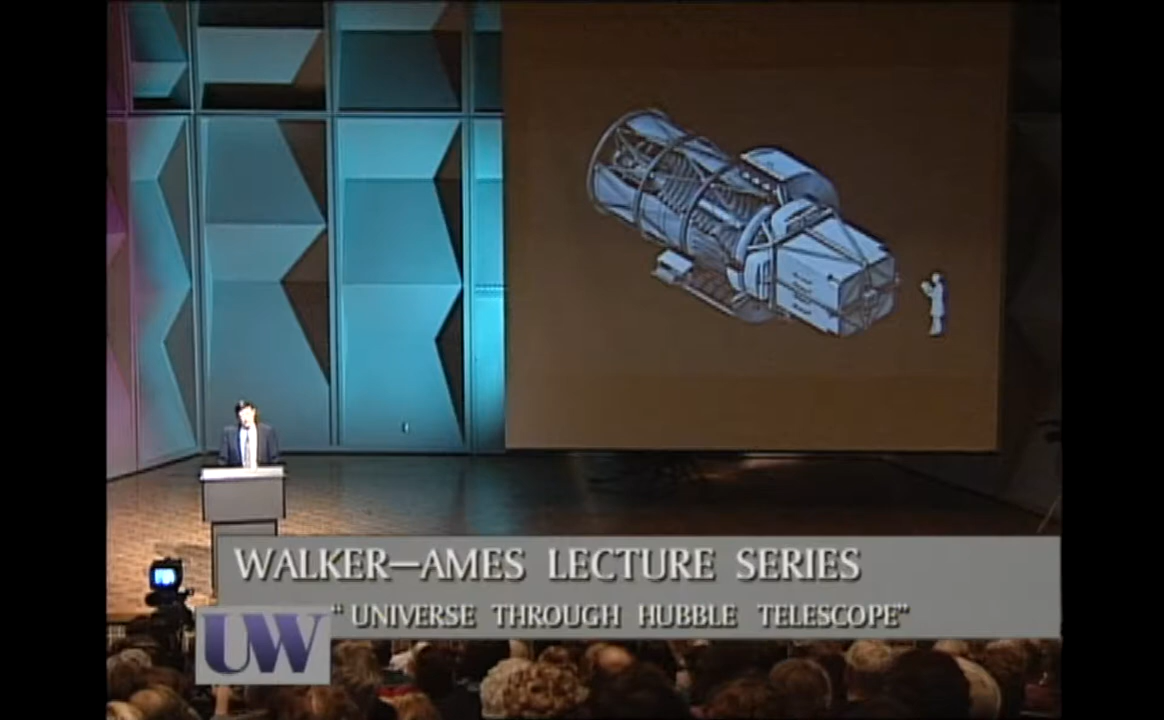 WALKER—AMES LECTURE SERIES
"UNIVERSE THROUGH HUBBLE TELESCOPE"
UW